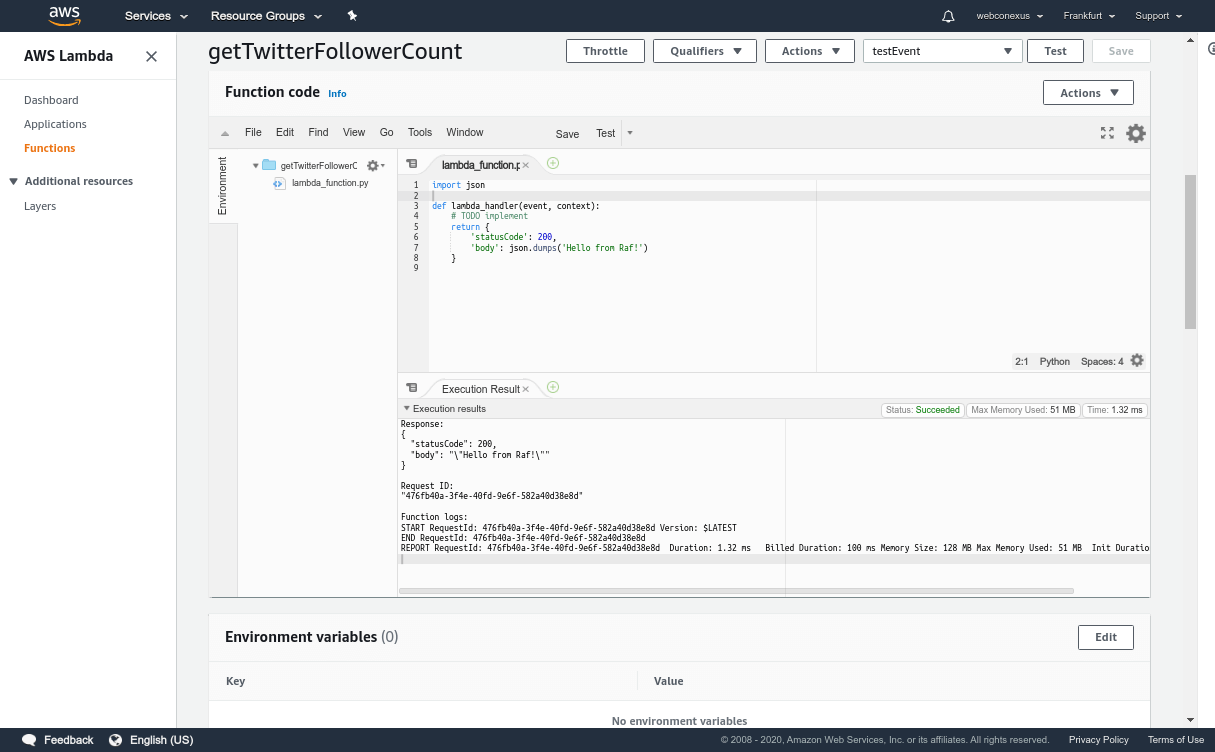 aws Services Resource Groups webconexus Frankfurt Support
AWS Lambda
Dashboard
Applications
Functions
Additional resources
Layers
getTwitterFollowerCount Throttle Qualifiers Actions testEvent Test Save
Function code Info Actions
File Edit Find View Go Tools Window Save Test
Environment
getTwitterFollowerC
lambda_function.py
lambda_function.p
1 import json
2
3 def lambda_handler(event, context):
4 # TODO implement
5 return {
6 'statusCode': 200,
7 'body': json.dumps('Hello from Raf!')
8 }
9
2:1 Python Spaces: 4
Execution Result
Execution results Status: Succeeded Max Memory Used: 51 MB Time: 1.32 ms
Response:
{
"statusCode": 200,
"body": "\"Hello from Raf!\""
}
Request ID:
"476fb40a-3f4e-40fd-9e6f-582a40d38e8d"
Function logs:
START RequestId: 476fb40a-3f4e-40fd-9e6f-582a40d38e8d Version: $LATEST
END RequestId: 476fb40a-3f4e-40fd-9e6f-582a40d38e8d
REPORT RequestId: 476fb40a-3f4e-40fd-9e6f-582a40d38e8d Duration: 1.32 ms Billed Duration: 100 ms Memory Size: 128 MB Max Memory Used: 51 MB Init Duratio
Environment variables (0) Edit
Key Value
No environment variables
Feedback English (US) © 2008 - 2020, Amazon Web Services, Inc. or its affiliates. All rights reserved. Privacy Policy Terms of Use